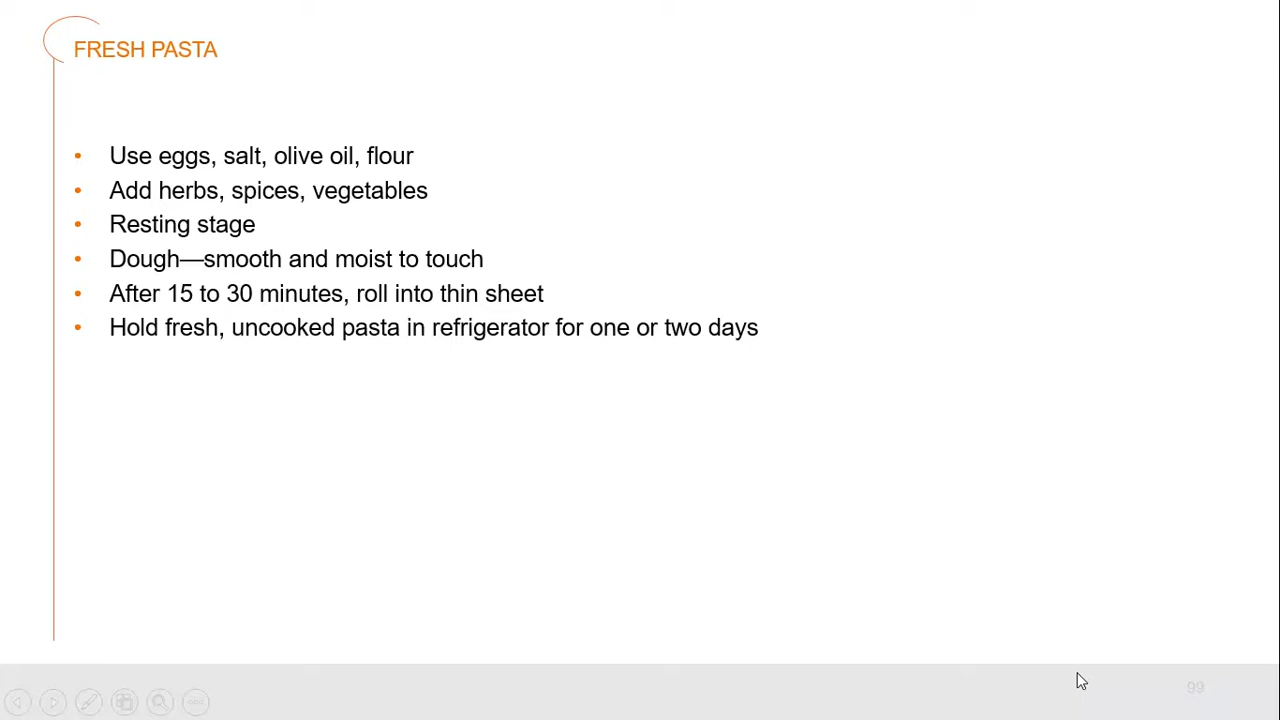 FRESH PASTA
• Use eggs, salt, olive oil, flour
• Add herbs, spices, vegetables
• Resting stage
• Dough—smooth and moist to touch
• After 15 to 30 minutes, roll into thin sheet
• Hold fresh, uncooked pasta in refrigerator for one or two days
99